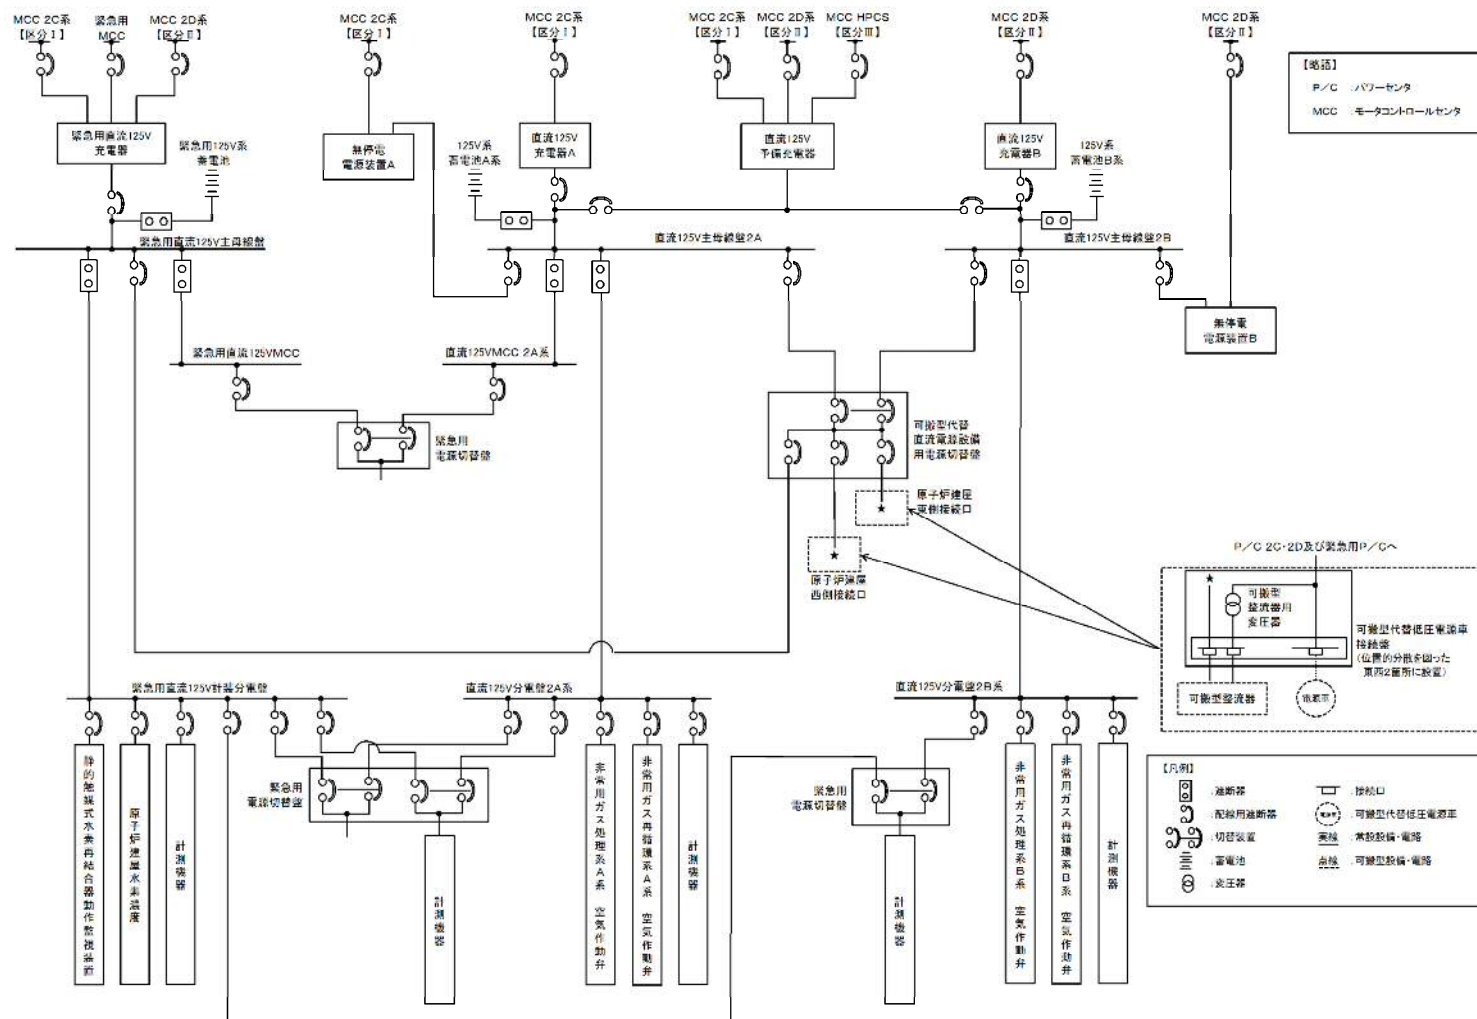 MCC 2C系
【区分Ⅰ】
緊急用
MCC
MCC 2D系
【区分Ⅱ】
MCC 2C系
【区分Ⅰ】
MCC 2C系
【区分Ⅰ】
MCC 2C系
【区分Ⅰ】
MCC 2D系
【区分Ⅱ】
MCC HPCS
【区分Ⅲ】
MCC 2D系
【区分Ⅱ】
MCC 2D系
【区分Ⅱ】
【略語】
P/C :パワーセンタ
MCC :モータコントロールセンタ
緊急用直流125V
充電器
緊急用125V系
蓄電池
無停電
電源装置A
125V系
蓄電池A系
直流125V
充電器A
直流125V
予備充電器
直流125V
充電器B
125V系
蓄電池B系
緊急用直流125V主母線盤
直流125V主母線盤2A
直流125V主母線盤2B
無停電
電源装置B
緊急用直流125VMCC
直流125VMCC 2A系
緊急用
電源切替盤
可搬型代替
直流電源設備
用電源切替盤
原子炉建屋
東側接続口
★
★
原子炉建屋
西側接続口
P/C 2C・2D及び緊急用P/Cへ
★
可搬型
整流器用
変圧器
可搬型代替低圧電源車
接続盤
(位置的分散を図った
東西2箇所に設置)
可搬型整流器
電源車
緊急用直流125V計装分電盤
直流125V分電盤2A系
直流125V分電盤2B系
緊急用
電源切替盤
緊急用
電源切替盤
静的触媒式水素再結合器動作監視装置
原子炉建屋水素濃度
計測機器
計測機器
非常用ガス処理系A系 空気作動弁
非常用ガス再循環系A系 空気作動弁
計測機器
計測機器
非常用ガス処理系B系 空気作動弁
非常用ガス再循環系B系 空気作動弁
計測機器
【凡例】
:遮断器
:配線用遮断器
:切替装置
:蓄電池
:変圧器
:接続口
電源車 :可搬型代替低圧電源車
実線 :常設設備・電路
点線 :可搬型設備・電路